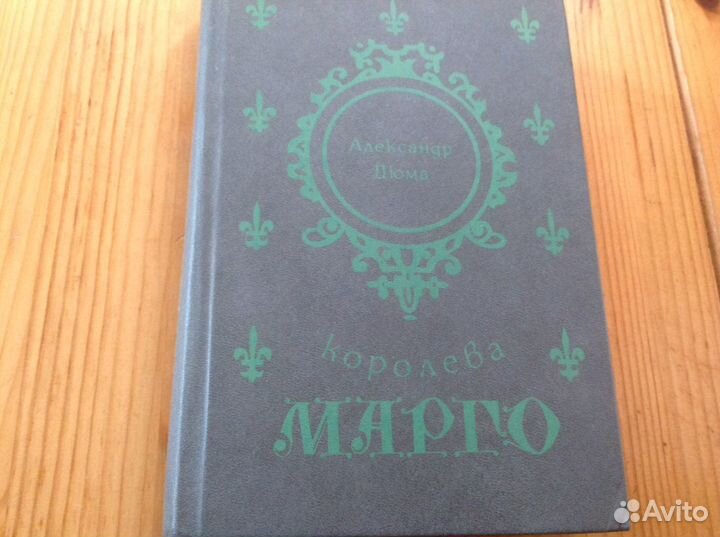 Александр
Дюма
королева
МАРГО
Avito